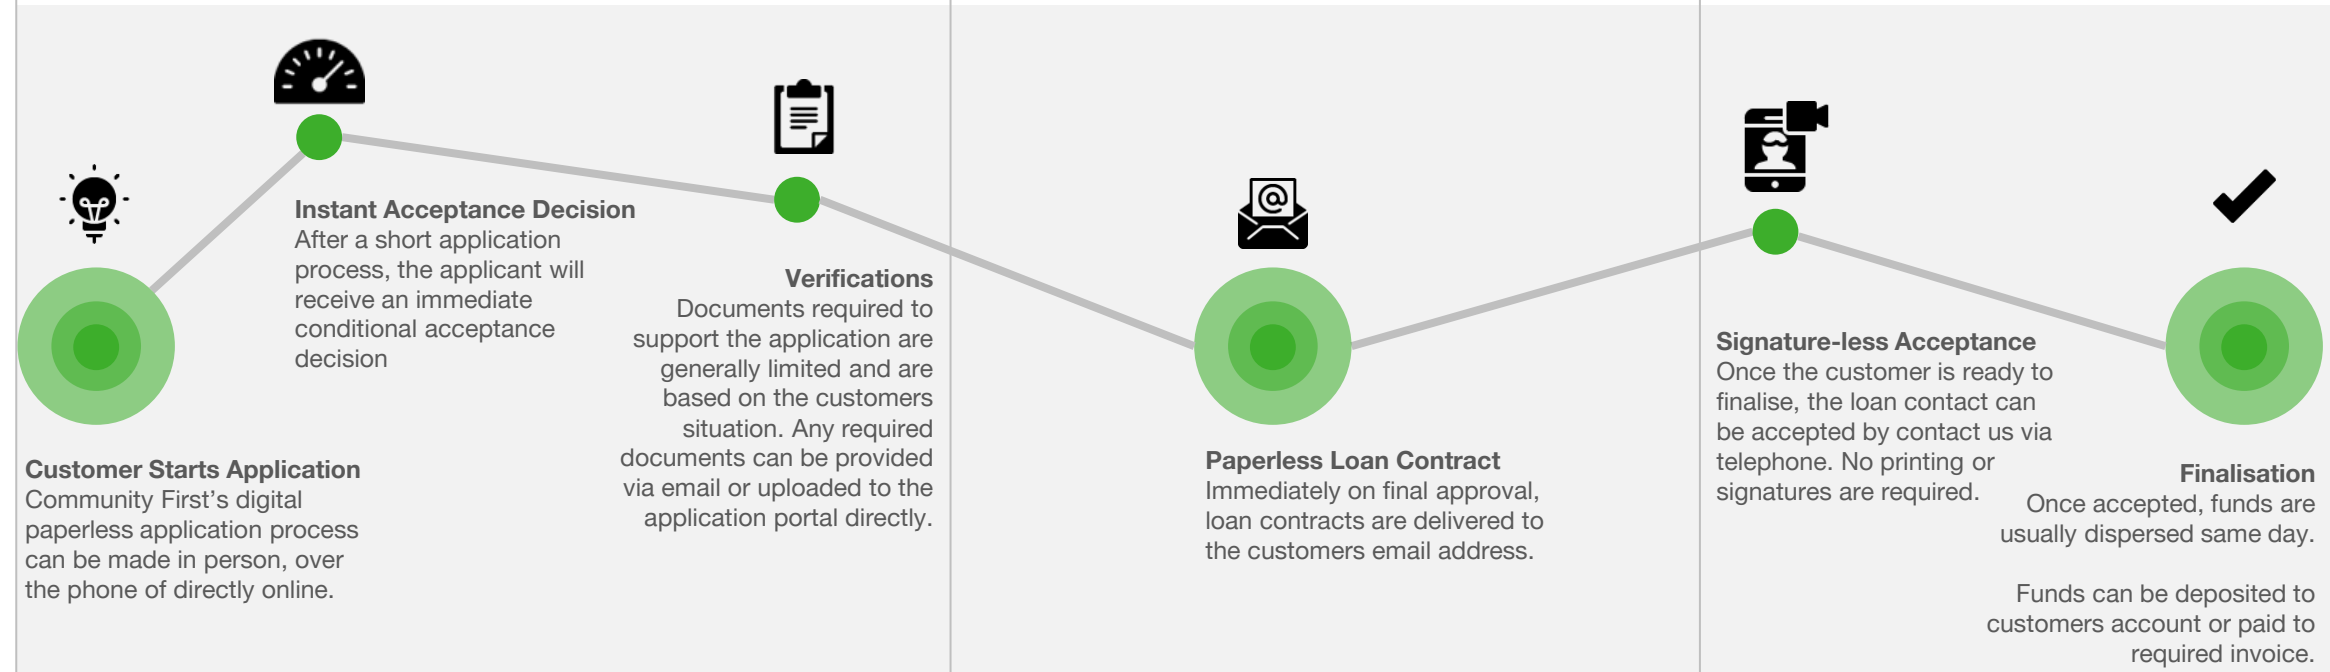 Customer Starts Application
Community First’s digital
paperless application process
can be made in person, over
the phone of directly online.
Instant Acceptance Decision
After a short application
process, the applicant will
receive an immediate
conditional acceptance
decision
Verifications
Documents required to
support the application are
generally limited and are
based on the customers
situation. Any required
documents can be provided
via email or uploaded to the
application portal directly.
@
Paperless Loan Contract
Immediately on final approval,
loan contracts are delivered to
the customers email address.
Signature-less Acceptance
Once the customer is ready to
finalise, the loan contact can
be accepted by contact us via
telephone. No printing or
signatures are required.
Finalisation
Once accepted, funds are
usually dispersed same day.
Funds can be deposited to
customers account or paid to
required invoice.